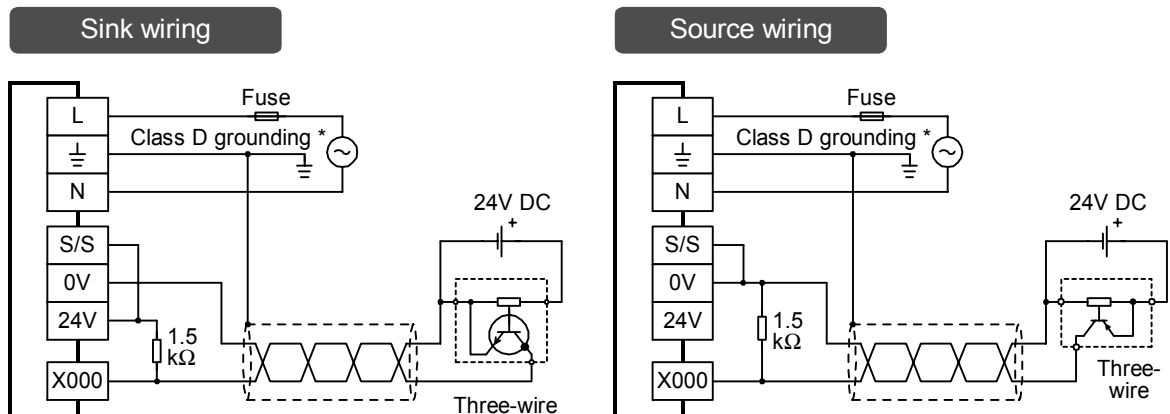 Sink wiring
L
Fuse
Class D grounding *
N
24V DC
+
S/S
0V
24V
1.5
kΩ
X000
Three-wire
Source wiring
L
Fuse
Class D grounding *
N
24V DC
+
S/S
0V
24V
1.5
kΩ
X000
Three-
wire